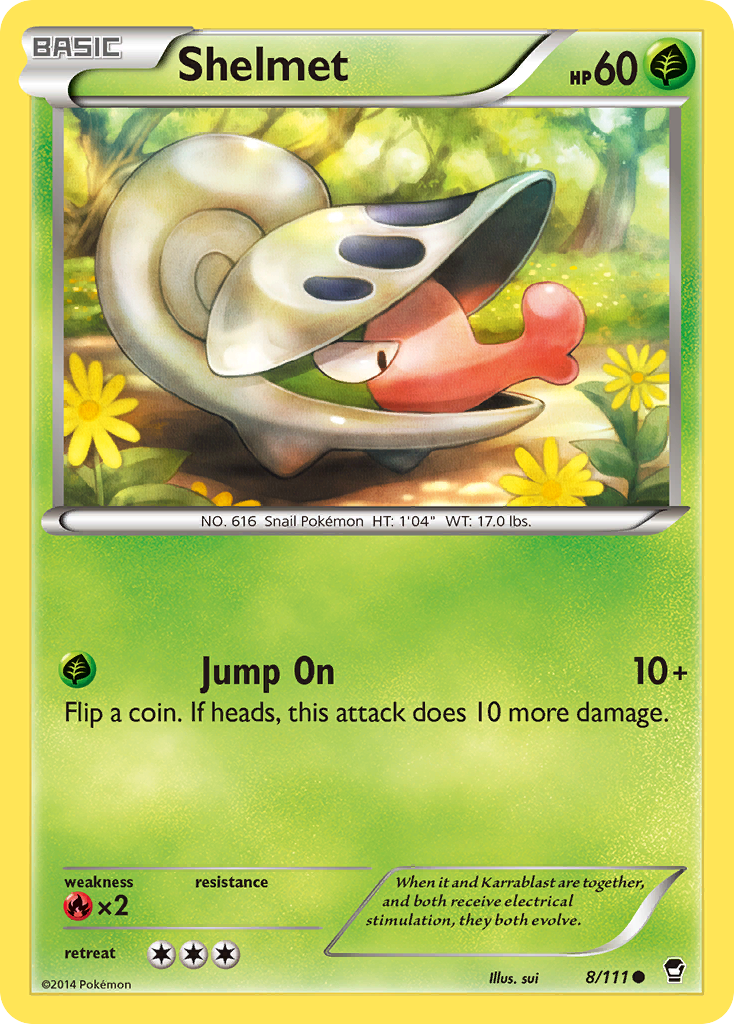 BASIC Shelmet HP60
NO. 616 Snail Pokémon HT: 1'04" WT: 17.0 lbs.
Jump On 10+
Flip a coin. If heads, this attack does 10 more damage.
weakness resistance
×2
retreat
When it and Karrablast are together,
and both receive electrical
stimulation, they both evolve.
©2014 Pokémon Illus. sui 8/111